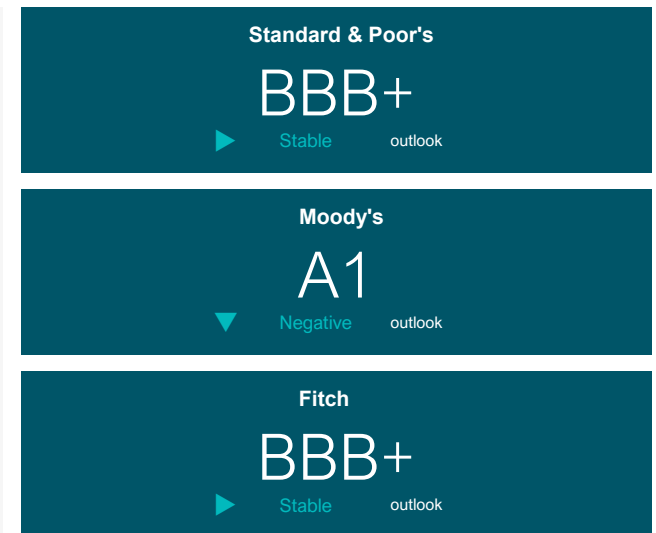 Standard & Poor's
BBB+
Stable outlook
Moody's
A1
Negative outlook
Fitch
BBB+
Stable outlook